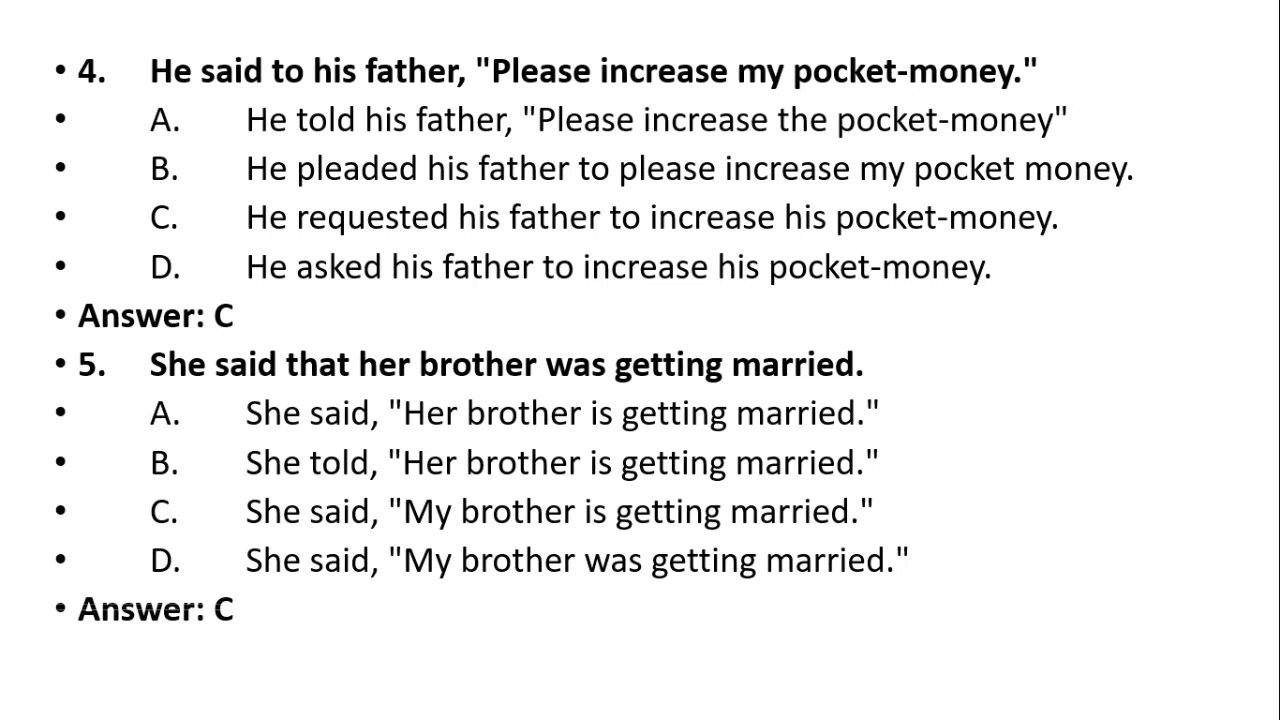 • 4. He said to his father, "Please increase my pocket-money."
• A. He told his father, "Please increase the pocket-money"
• B. He pleaded his father to please increase my pocket money.
• C. He requested his father to increase his pocket-money.
• D. He asked his father to increase his pocket-money.
• Answer: C
• 5. She said that her brother was getting married.
• A. She said, "Her brother is getting married."
• B. She told, "Her brother is getting married."
• C. She said, "My brother is getting married."
• D. She said, "My brother was getting married."
• Answer: C